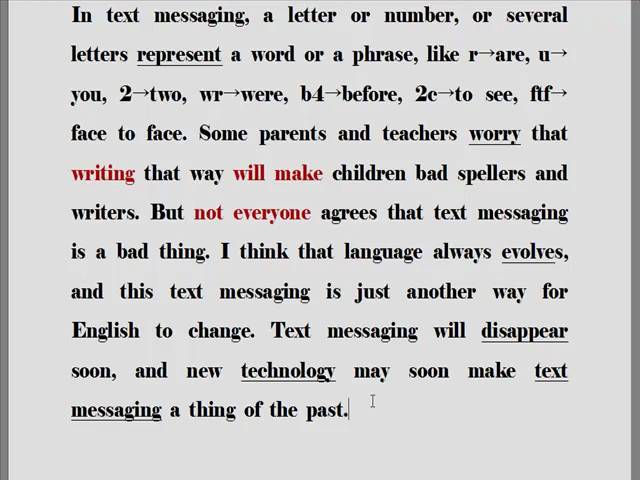 In text messaging, a letter or number, or several
letters represent a word or a phrase, like r→are, u→
you, 2→two, wr→were, b4→before, 2c→to see, ftf→
face to face. Some parents and teachers worry that
writing that way will make children bad spellers and
writers. But not everyone agrees that text messaging
is a bad thing. I think that language always evolves,
and this text messaging is just another way for
English to change. Text messaging will disappear
soon, and new technology may soon make text
messaging a thing of the past.